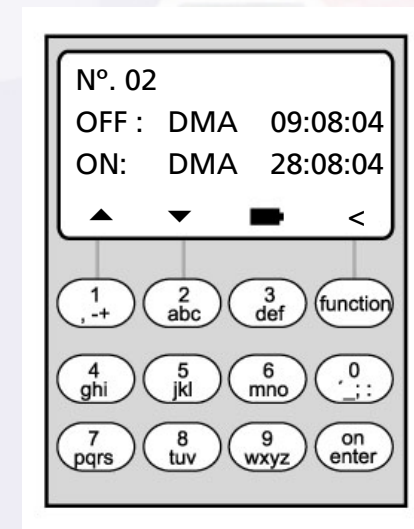 Nº. 02
OFF : DMA 09:08:04
ON: DMA 28:08:04
<
1 2 3 function
, -+ abc def
4 5 6 0
ghi jkl mno ´_; :
7 8 9 on
pqrs tuv wxyz enter